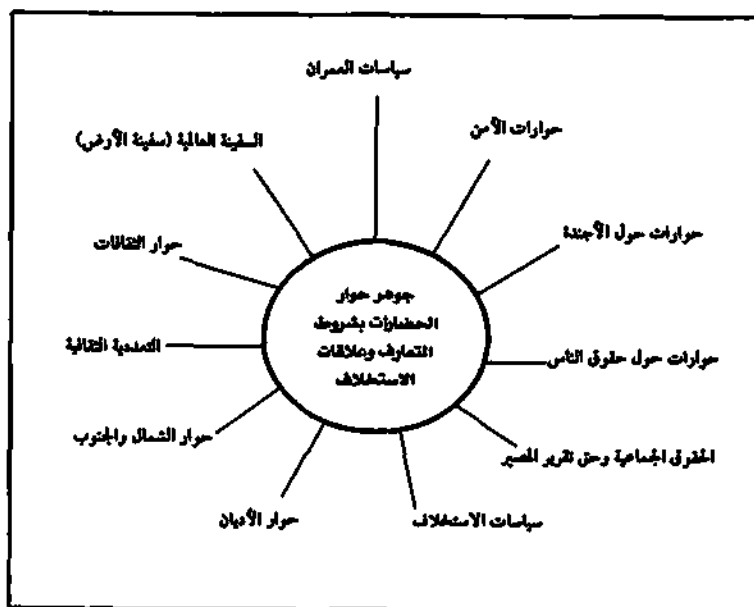 سياسات العمران
حوارات الأمن
السفينة العالمية (سفينة الأرض)
حوارات حول الأجندة
حوار الثقافات
جوهر حوار
الحضارات بشروط
التعارف وعلاقات
الاستخلاف
التعددية الثقافية
حوارات حول حقوق الناس
حوار الشمال والجنوب
الحقوق الجماعية وحق تقرير المصير
حوار الأديان
سياسات الاستخلاف